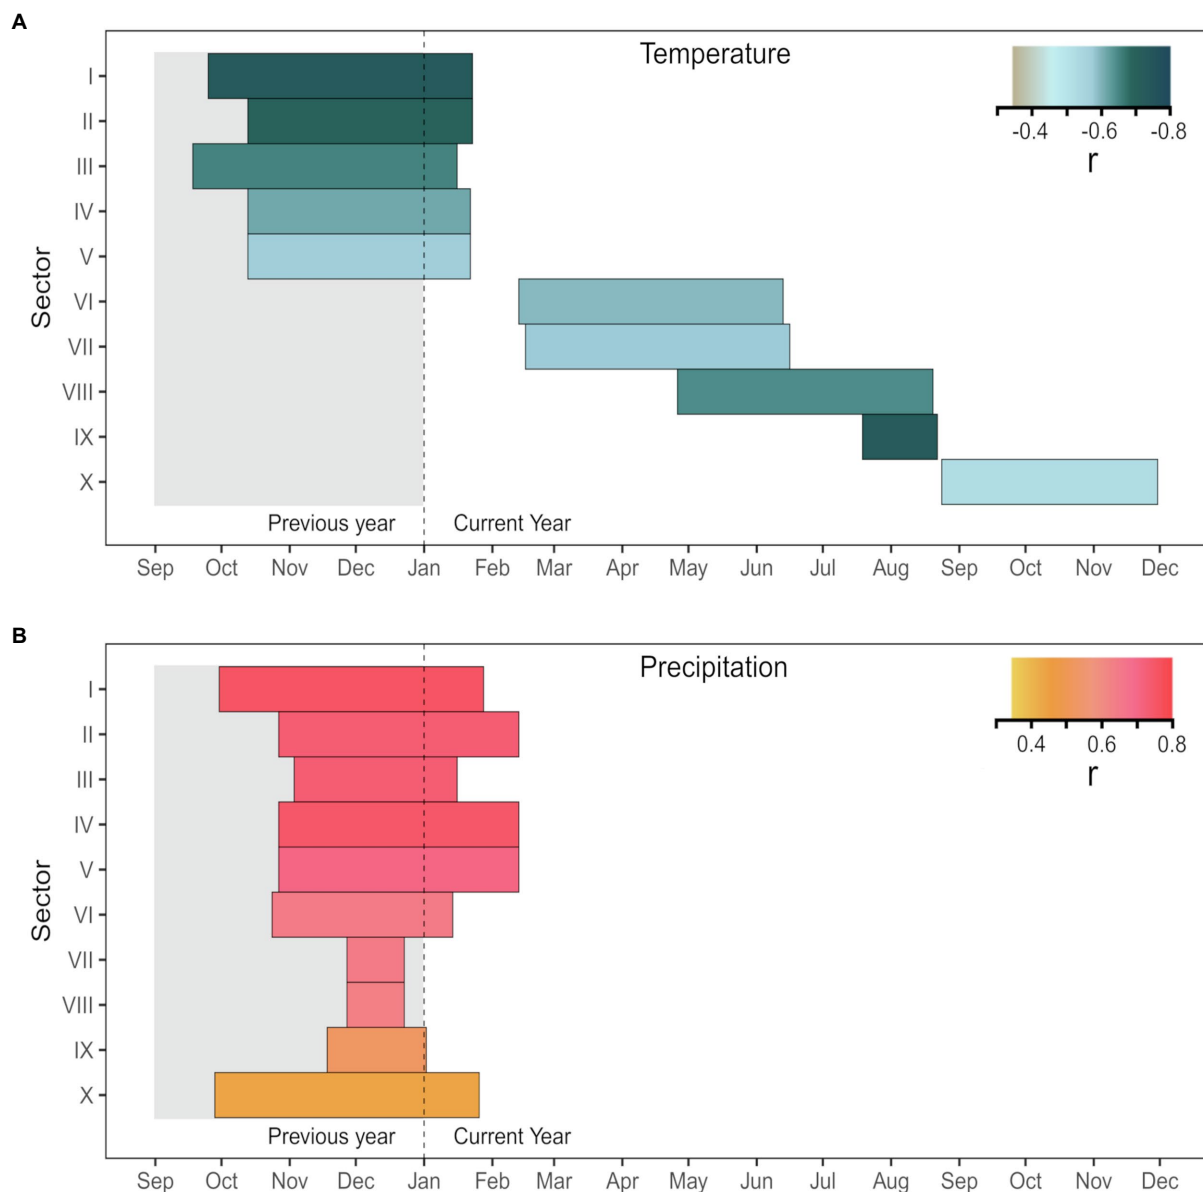 A
Temperature
-0.4 -0.6 -0.8
r
Sector
I
II
III
IV
V
VI
VII
VIII
IX
X
Previous year Current Year
Sep Oct Nov Dec Jan Feb Mar Apr May Jun Jul Aug Sep Oct Nov Dec
B
Precipitation
0.4 0.6 0.8
r
Sector
I
II
III
IV
V
VI
VII
VIII
IX
X
Previous year Current Year
Sep Oct Nov Dec Jan Feb Mar Apr May Jun Jul Aug Sep Oct Nov Dec